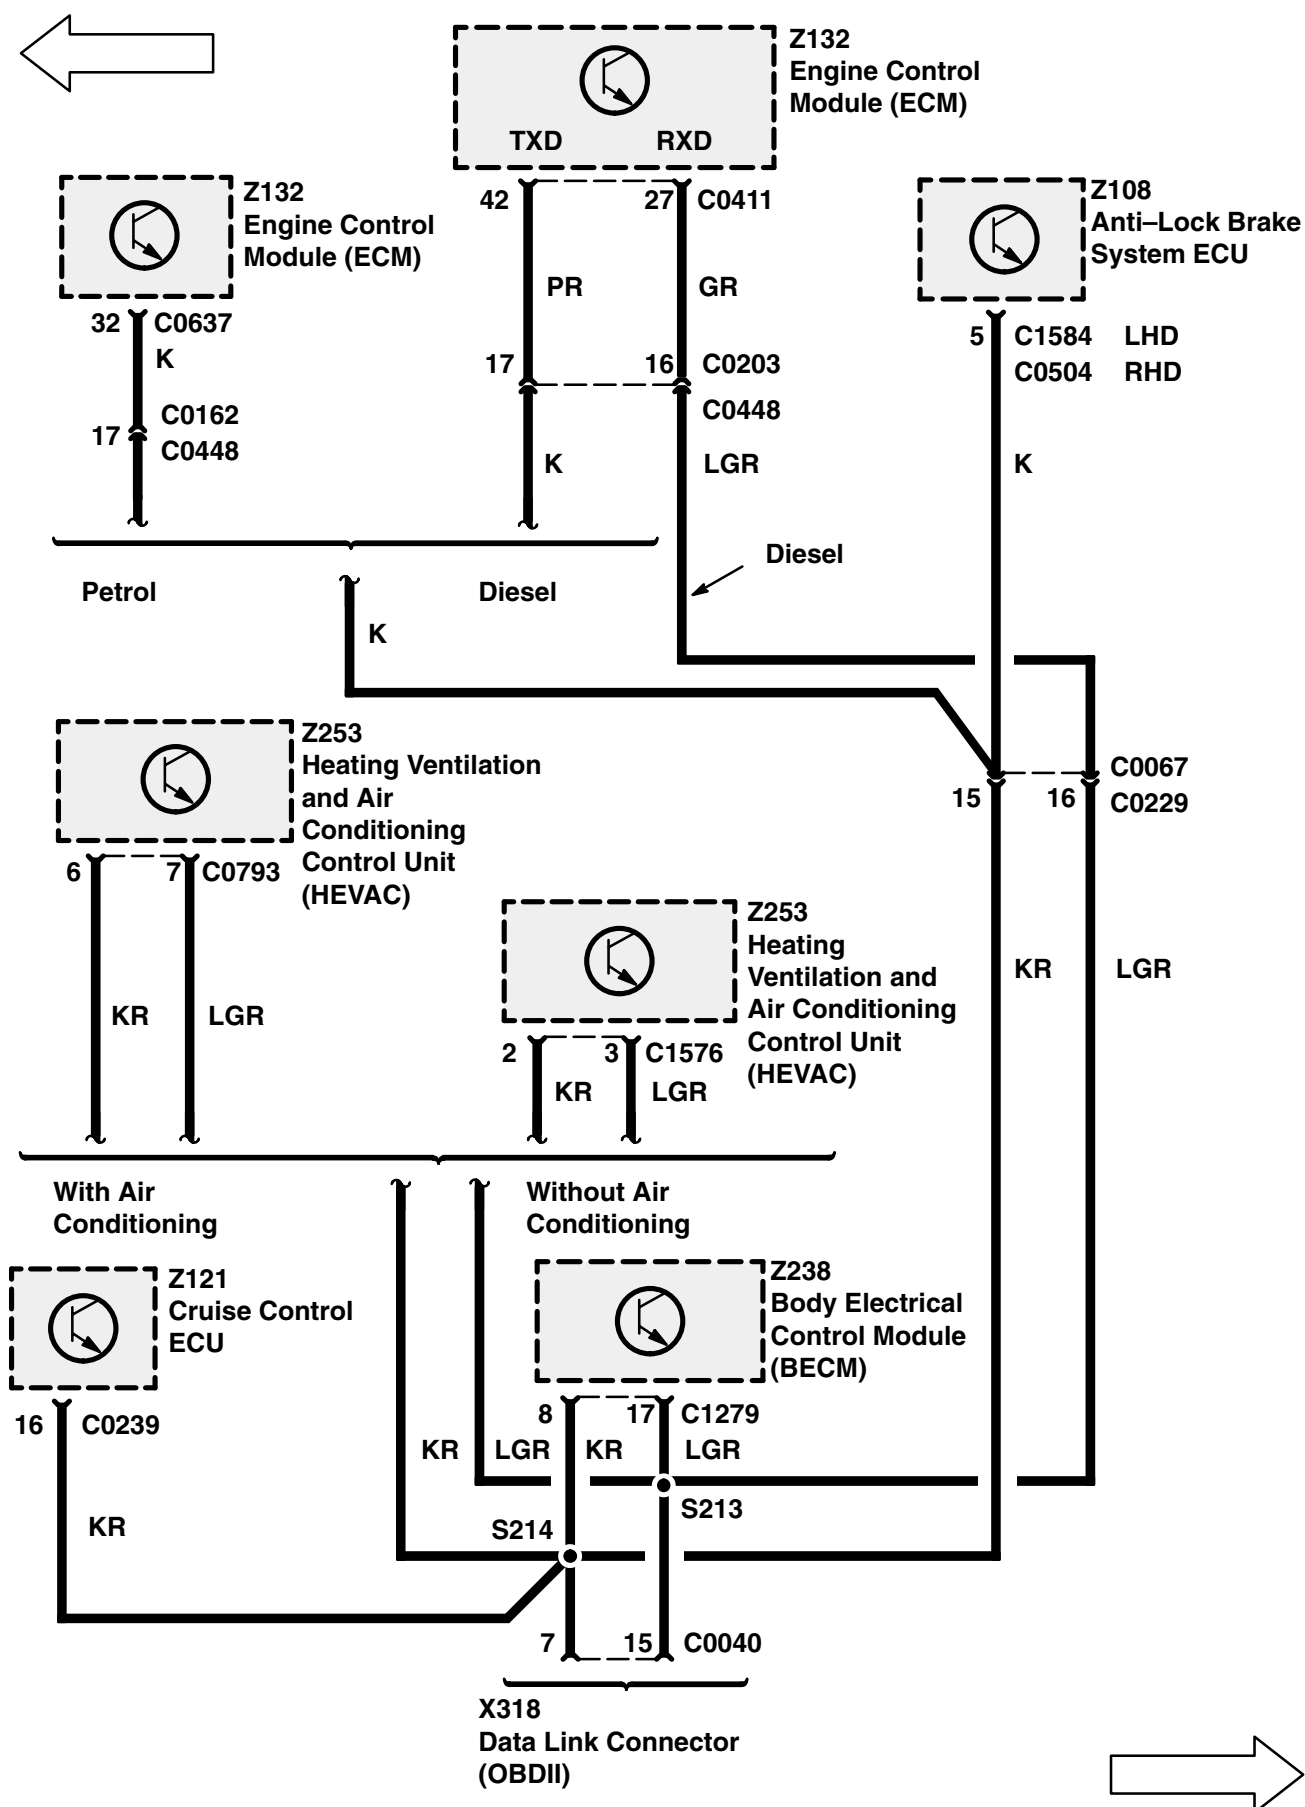 Z132
Engine Control
Module (ECM)
TXD RXD
42 27 C0411
PR GR
17 16 C0203
C0448
K LGR
Z132
Engine Control
Module (ECM)
32 C0637
K
17 C0162
C0448
Z108
Anti–Lock Brake
System ECU
5 C1584 LHD
C0504 RHD
K
Diesel
Petrol Diesel
K
C0067
15 16 C0229
Z253
Heating Ventilation
and Air
Conditioning
Control Unit
(HEVAC)
6 7 C0793
KR LGR
Z253
Heating
Ventilation and
Air Conditioning
Control Unit
(HEVAC)
2 3 C1576
KR LGR
KR LGR
With Air
Conditioning
Without Air
Conditioning
Z121
Cruise Control
ECU
16 C0239
KR
Z238
Body Electrical
Control Module
(BECM)
8 17 C1279
KR LGR KR LGR
S213
S214
7 15 C0040
X318
Data Link Connector
(OBDII)